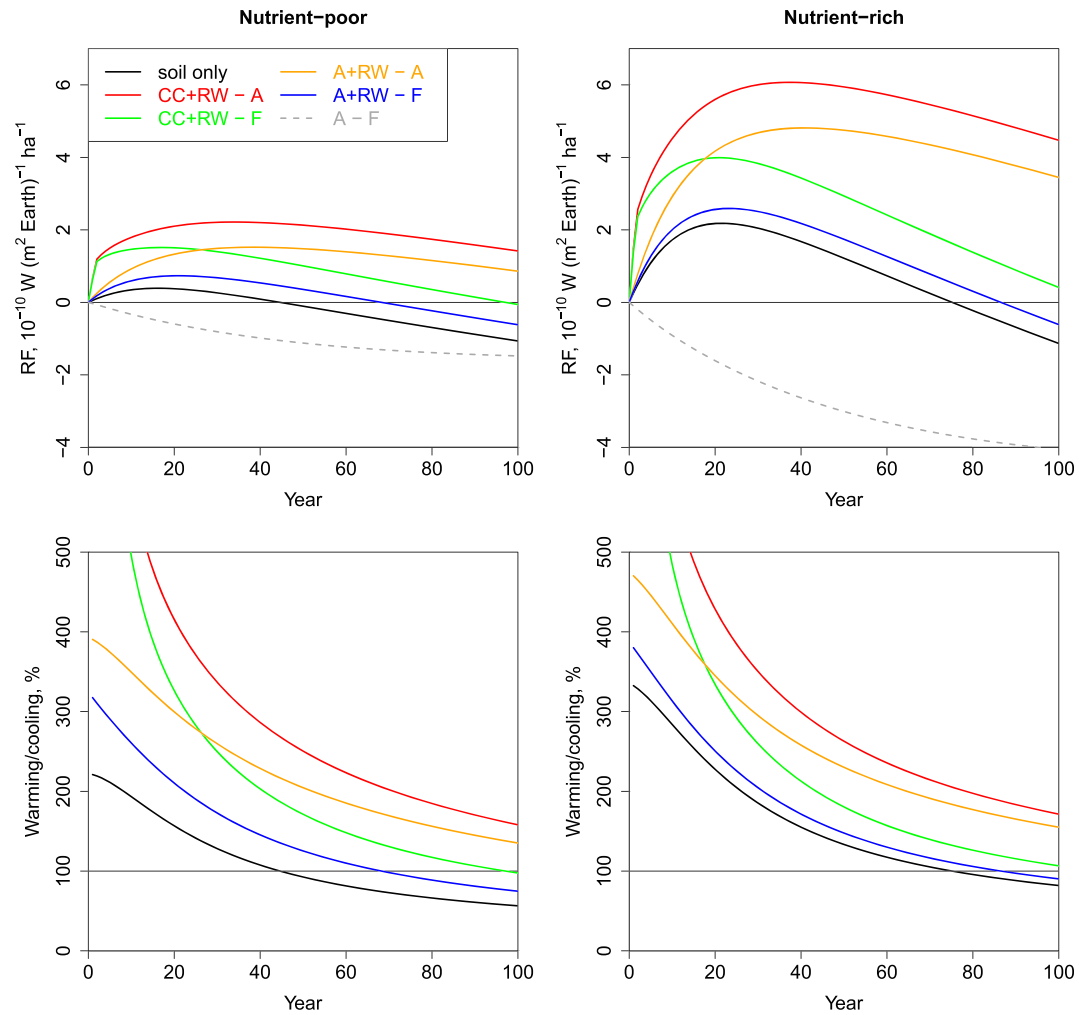 Nutrient−poor
Nutrient−rich
soil only
CC+RW − A
CC+RW − F
A+RW − A
A+RW − F
A − F
RF, 10⁻¹⁰ W (m² Earth)⁻¹ ha⁻¹
6
4
2
0
−2
−4
0 20 40 60 80 100
Year
RF, 10⁻¹⁰ W (m² Earth)⁻¹ ha⁻¹
6
4
2
0
−2
−4
0 20 40 60 80 100
Year
Warming/cooling, %
500
400
300
200
100
0
0 20 40 60 80 100
Year
Warming/cooling, %
500
400
300
200
100
0
0 20 40 60 80 100
Year